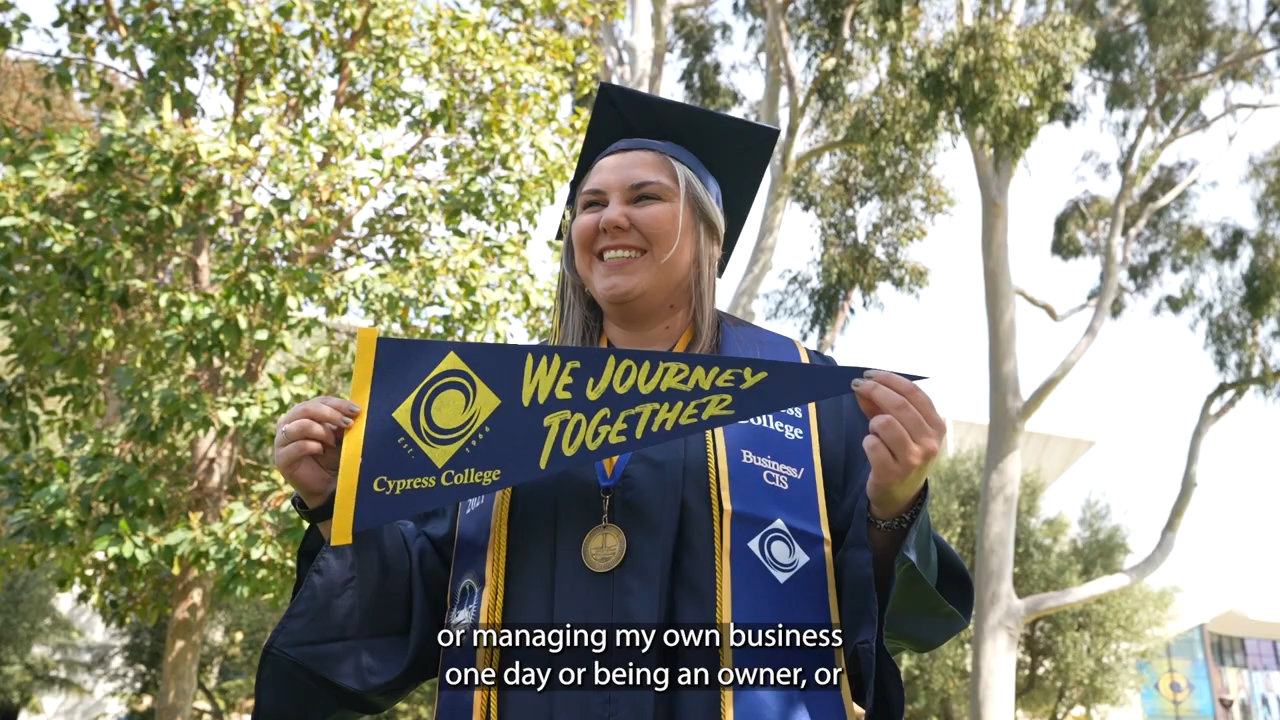 WE JOURNEY
TOGETHER
EST. 1966
Cypress College
2021
College
Business/
CIS
or managing my own business
one day or being an owner, or